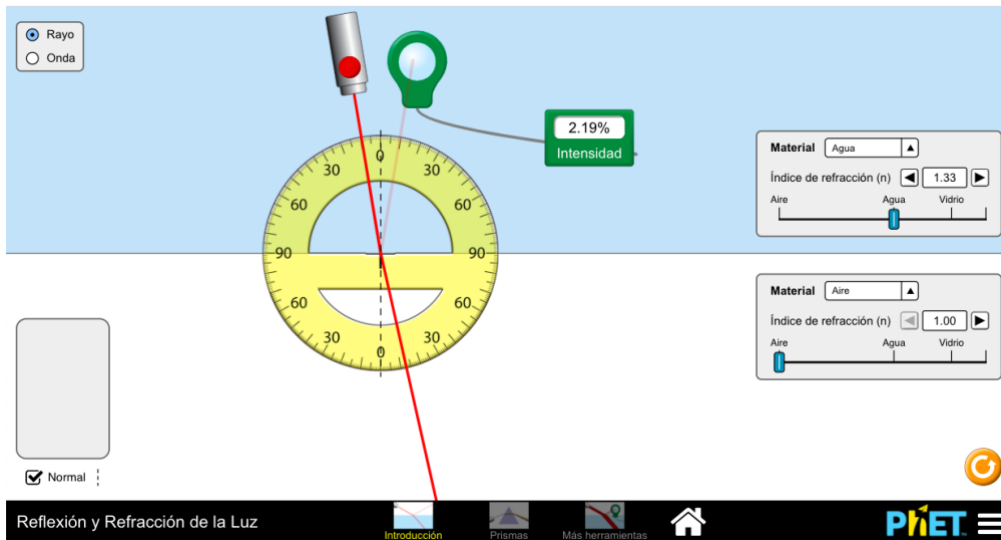 Rayo
Onda
2.19%
Intensidad
Material Agua
Índice de refracción (n) 1.33
Aire Agua Vidrio
0
30 30
60 60
90 90
60 60
30 30
0
Material Aire
Índice de refracción (n) 1.00
Aire Agua Vidrio
Normal
Reflexión y Refracción de la Luz
Introducción
Prismas
Más herramientas
PhET